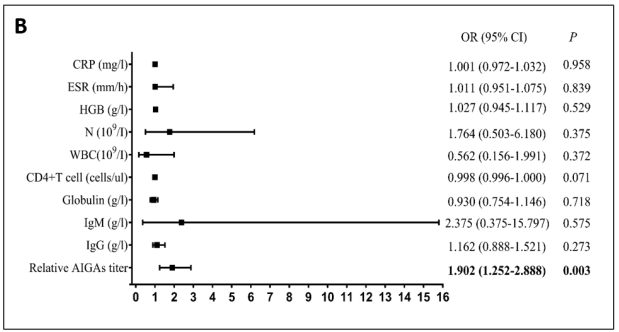 B
OR (95% CI) P
CRP (mg/l) 1.001 (0.972-1.032) 0.958
ESR (mm/h) 1.011 (0.951-1.075) 0.839
HGB (g/l) 1.027 (0.945-1.117) 0.529
N (10^9/l) 1.764 (0.503-6.180) 0.375
WBC(10^9/l) 0.562 (0.156-1.991) 0.372
CD4+T cell (cells/ul) 0.998 (0.996-1.000) 0.071
Globulin (g/l) 0.930 (0.754-1.146) 0.718
IgM (g/l) 2.375 (0.375-15.797) 0.575
IgG (g/l) 1.162 (0.888-1.521) 0.273
Relative AIGAs titer 1.902 (1.252-2.888) 0.003
0 1 2 3 4 5 6 7 8 9 10 11 12 13 14 15 16